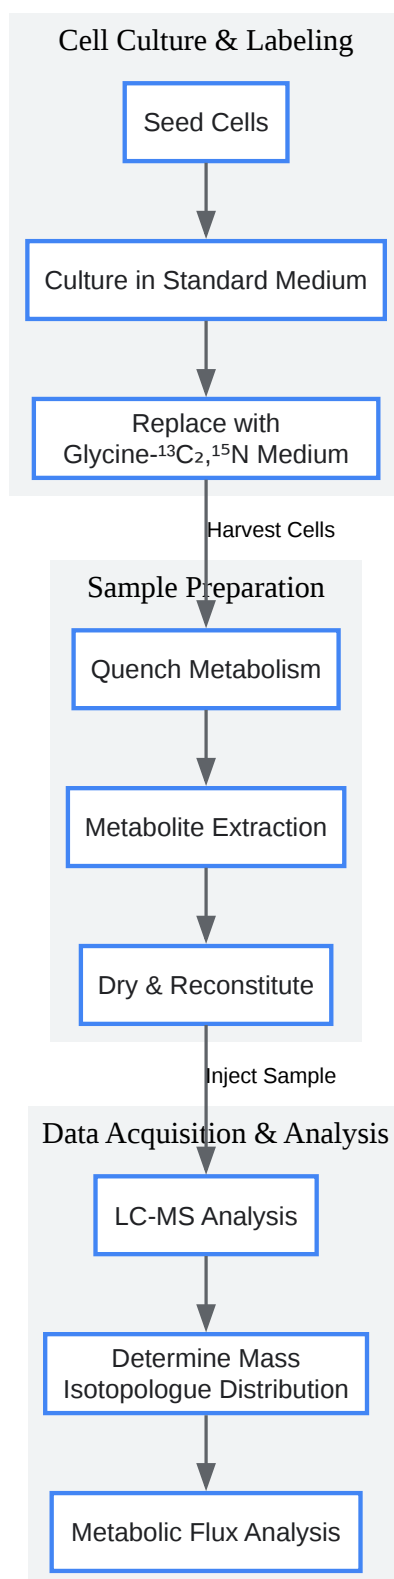 Cell Culture & Labeling
Seed Cells
Culture in Standard Medium
Replace with
Glycine-¹³C₂,¹⁵N Medium
Harvest Cells
Sample Preparation
Quench Metabolism
Metabolite Extraction
Dry & Reconstitute
Inject Sample
Data Acquisition & Analysis
LC-MS Analysis
Determine Mass
Isotopologue Distribution
Metabolic Flux Analysis